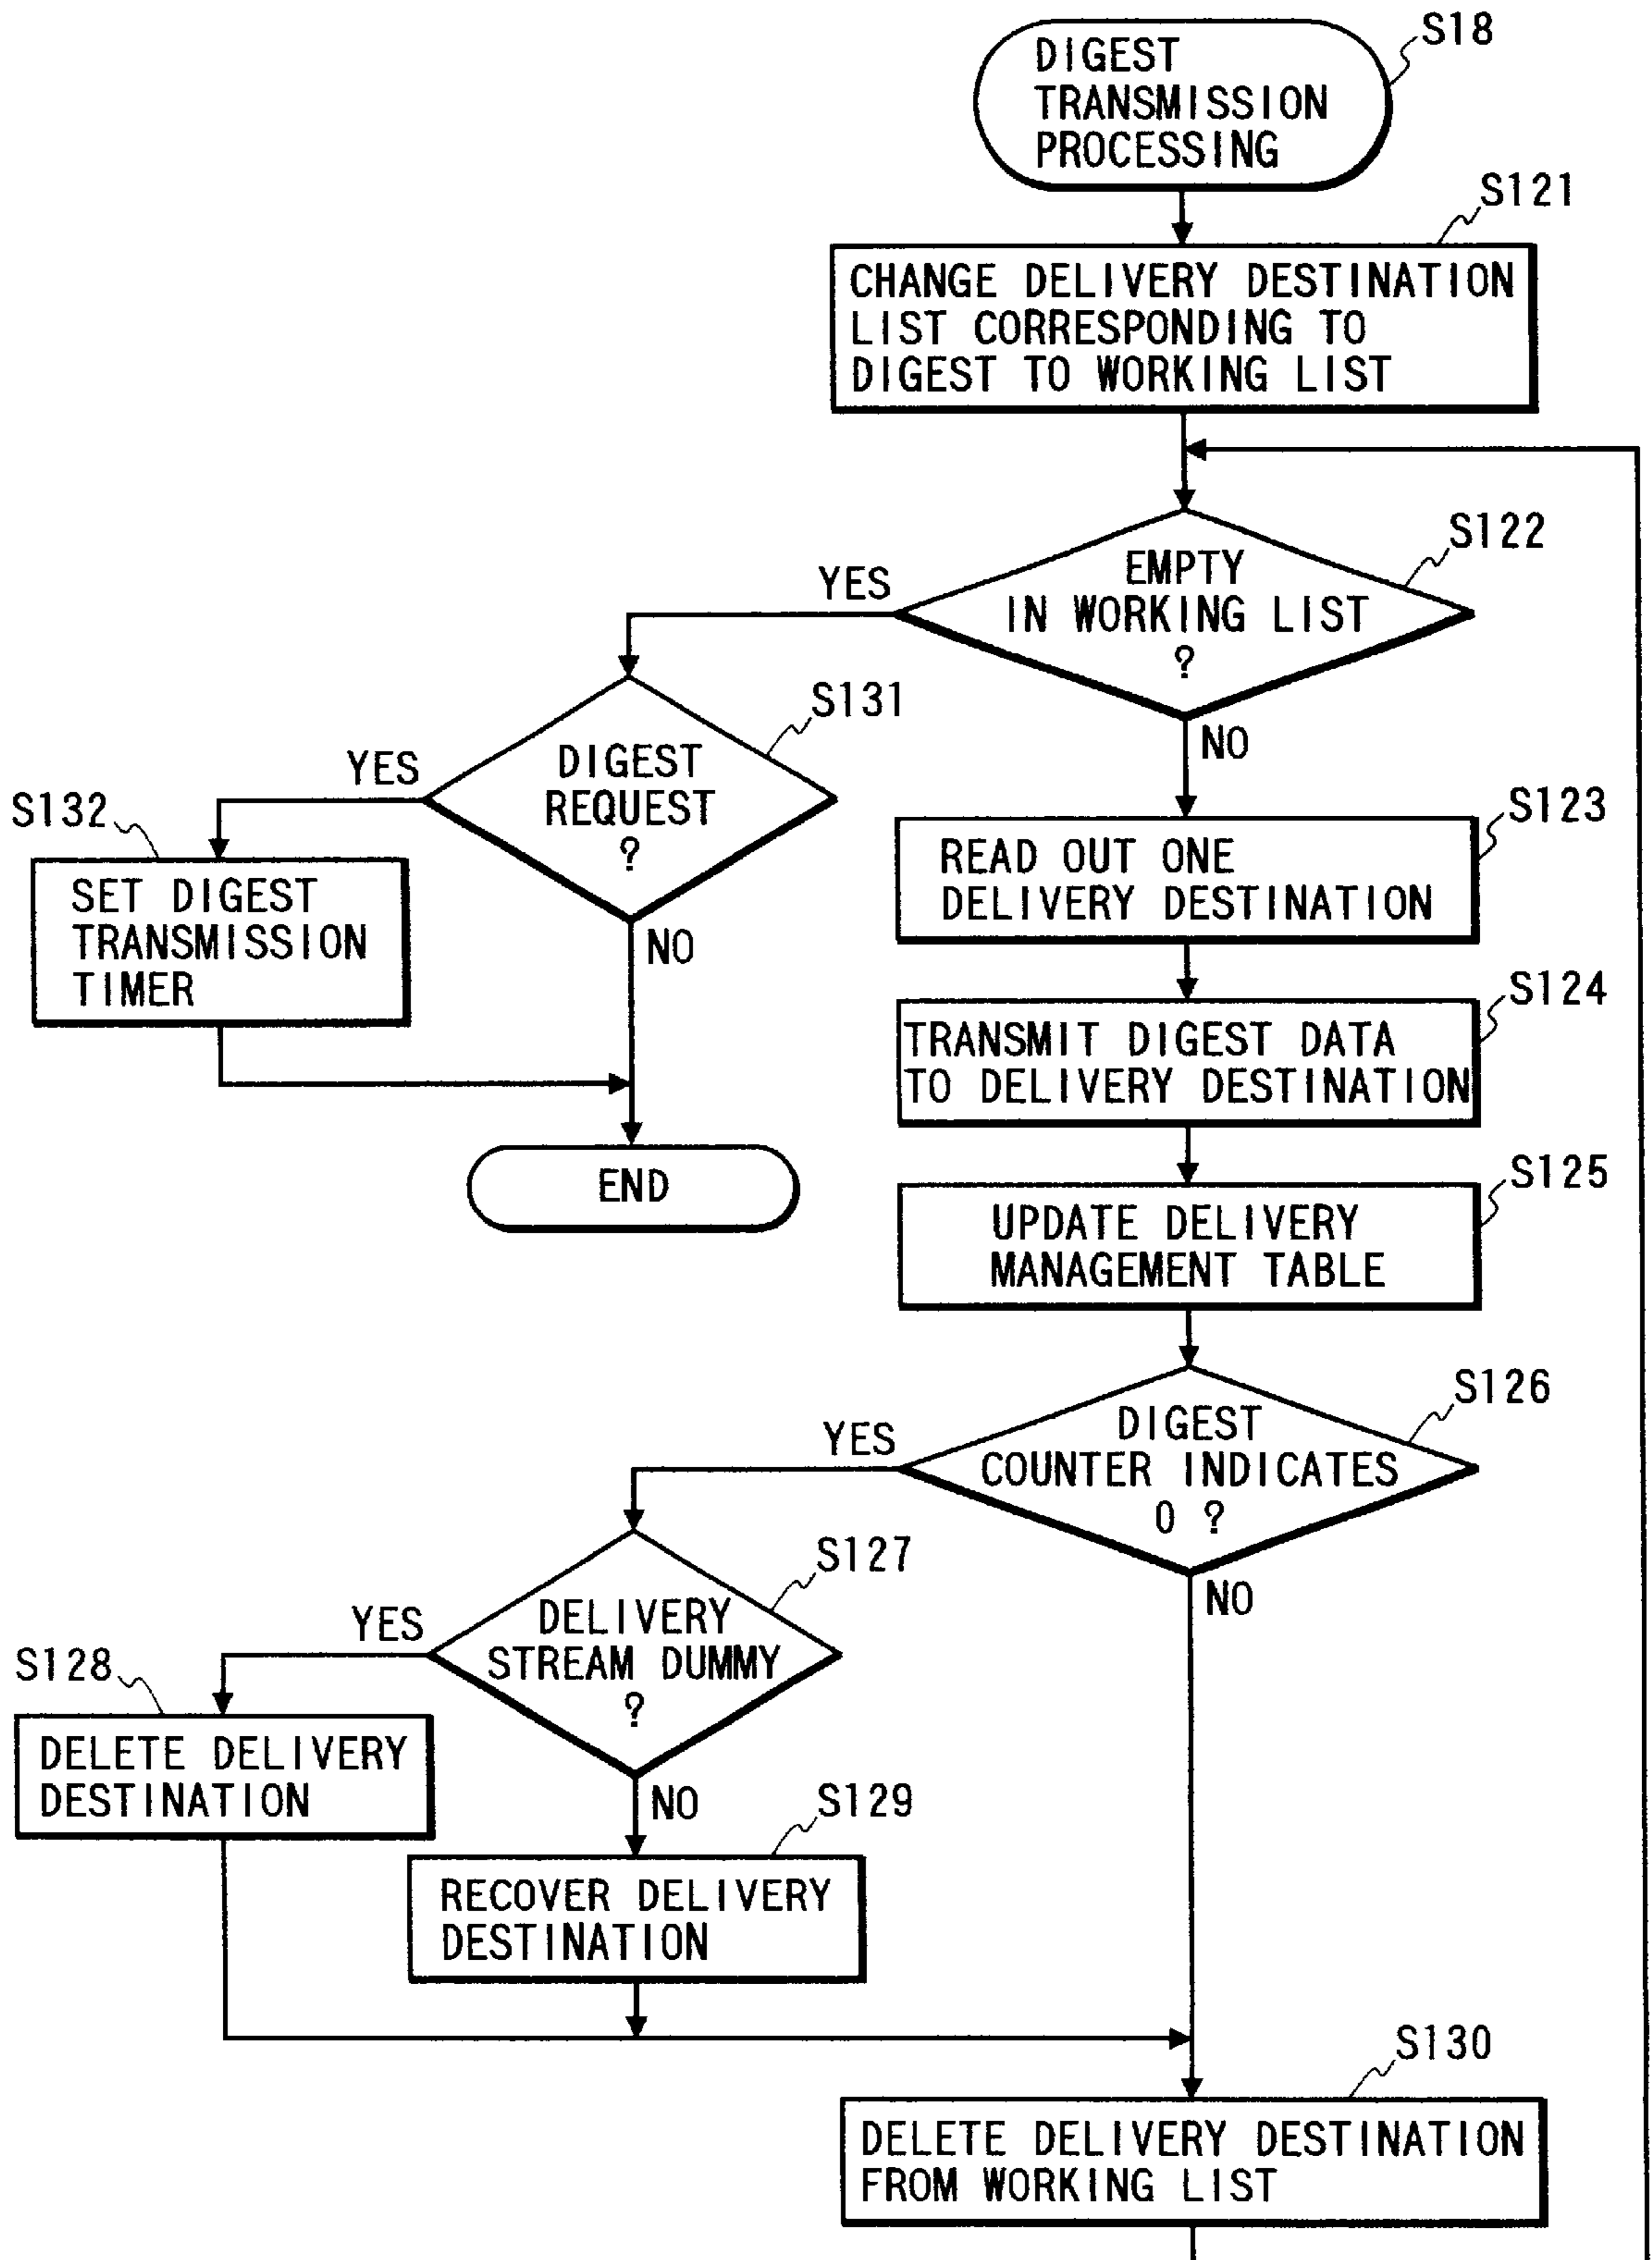 S18
DIGEST
TRANSMISSION
PROCESSING
S121
CHANGE DELIVERY DESTINATION
LIST CORRESPONDING TO
DIGEST TO WORKING LIST
S122
YES
EMPTY
IN WORKING LIST
?
NO
S131
YES
DIGEST
REQUEST
?
NO
S132
SET DIGEST
TRANSMISSION
TIMER
END
S123
READ OUT ONE
DELIVERY DESTINATION
S124
TRANSMIT DIGEST DATA
TO DELIVERY DESTINATION
S125
UPDATE DELIVERY
MANAGEMENT TABLE
S126
YES
DIGEST
COUNTER INDICATES
0 ?
NO
S127
YES
DELIVERY
STREAM DUMMY
?
NO
S128
DELETE DELIVERY
DESTINATION
S129
RECOVER DELIVERY
DESTINATION
S130
DELETE DELIVERY DESTINATION
FROM WORKING LIST